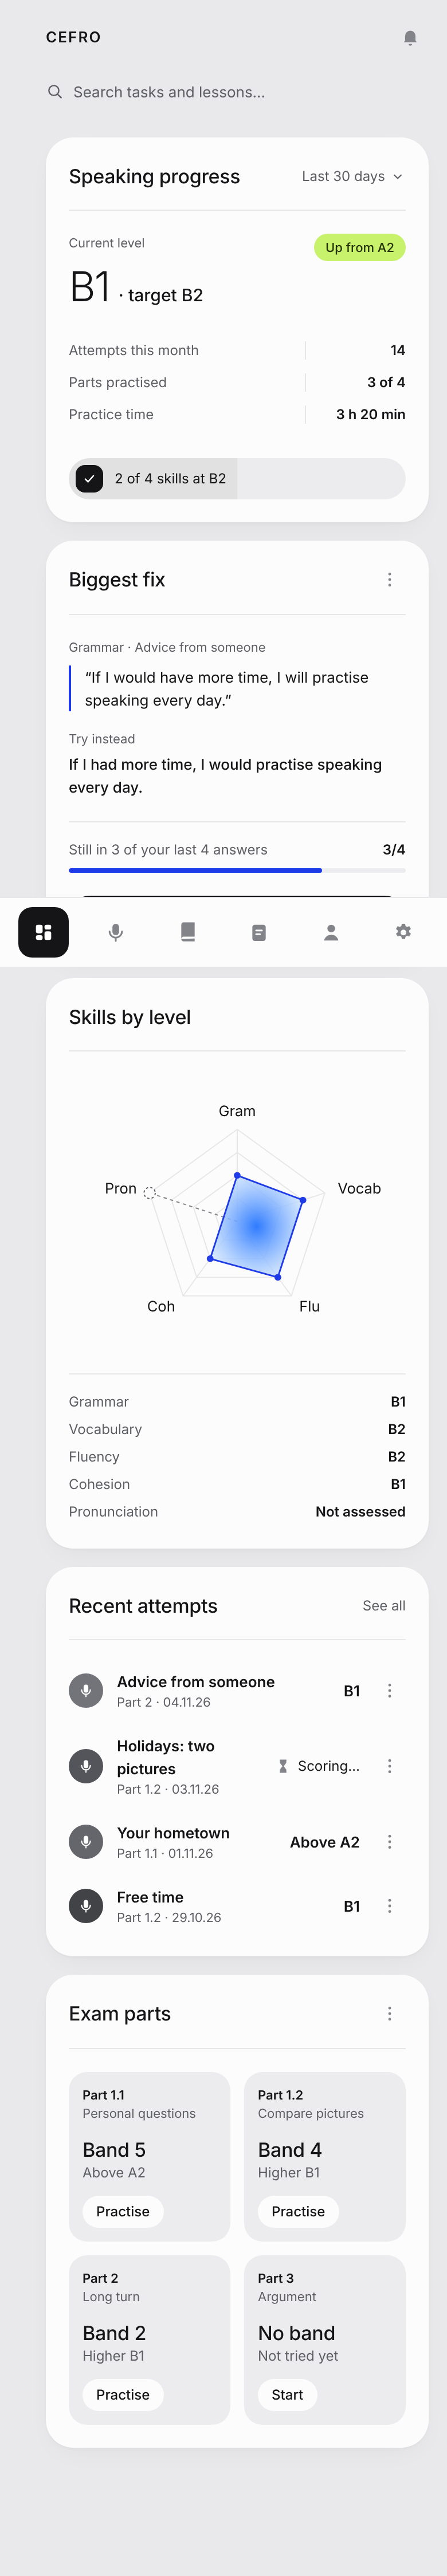 CEFRO
Search tasks and lessons...
Speaking progress
Last 30 days
Current level
Up from A2
B1 · target B2
Attempts this month 14
Parts practised 3 of 4
Practice time 3 h 20 min
2 of 4 skills at B2
Biggest fix
Grammar · Advice from someone
“If I would have more time, I will practise
speaking every day.”
Try instead
If I had more time, I would practise speaking
every day.
Still in 3 of your last 4 answers 3/4
Skills by level
Gram
Pron
Vocab
Coh
Flu
Grammar B1
Vocabulary B2
Fluency B2
Cohesion B1
Pronunciation Not assessed
Recent attempts
See all
Advice from someone
Part 2 · 04.11.26
B1
Holidays: two
pictures
Part 1.2 · 03.11.26
Scoring...
Your hometown
Part 1.1 · 01.11.26
Above A2
Free time
Part 1.2 · 29.10.26
B1
Exam parts
Part 1.1
Personal questions
Band 5
Above A2
Practise
Part 1.2
Compare pictures
Band 4
Higher B1
Practise
Part 2
Long turn
Band 2
Higher B1
Practise
Part 3
Argument
No band
Not tried yet
Start